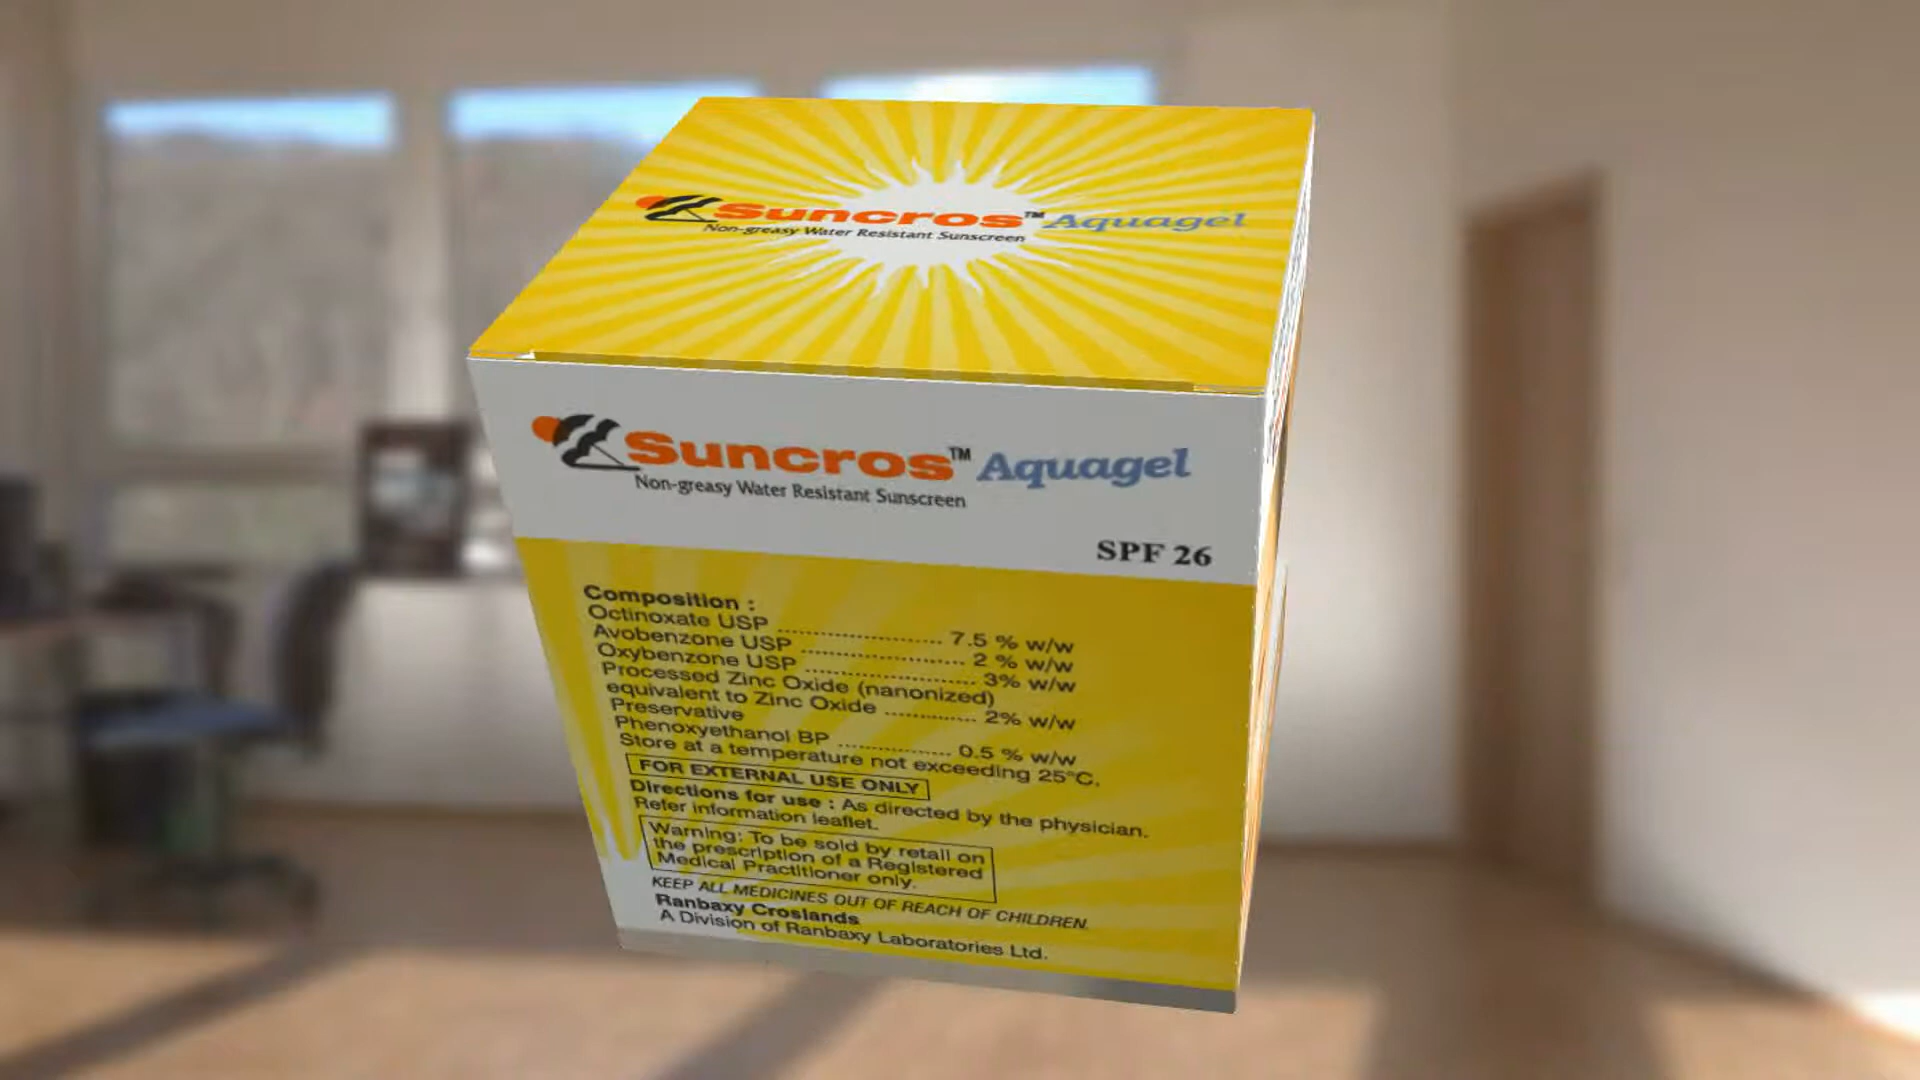 Suncros™ Aquagel
Non-greasy Water Resistant Sunscreen
Suncros™ Aquagel
Non-greasy Water Resistant Sunscreen
SPF 26
Composition :
Octinoxate USP ........................ 7.5 % w/w
Avobenzone USP ........................ 2 % w/w
Oxybenzone USP ......................... 3% w/w
Processed Zinc Oxide (nanonized)
equivalent to Zinc Oxide ............. 2% w/w
Preservative
Phenoxyethanol BP ................ 0.5 % w/w
Store at a temperature not exceeding 25°C.
FOR EXTERNAL USE ONLY
Directions for use : As directed by the physician.
Refer information leaflet.
Warning: To be sold by retail on
the prescription of a Registered
Medical Practitioner only.
KEEP ALL MEDICINES OUT OF REACH OF CHILDREN.
Ranbaxy Croslands
A Division of Ranbaxy Laboratories Ltd.